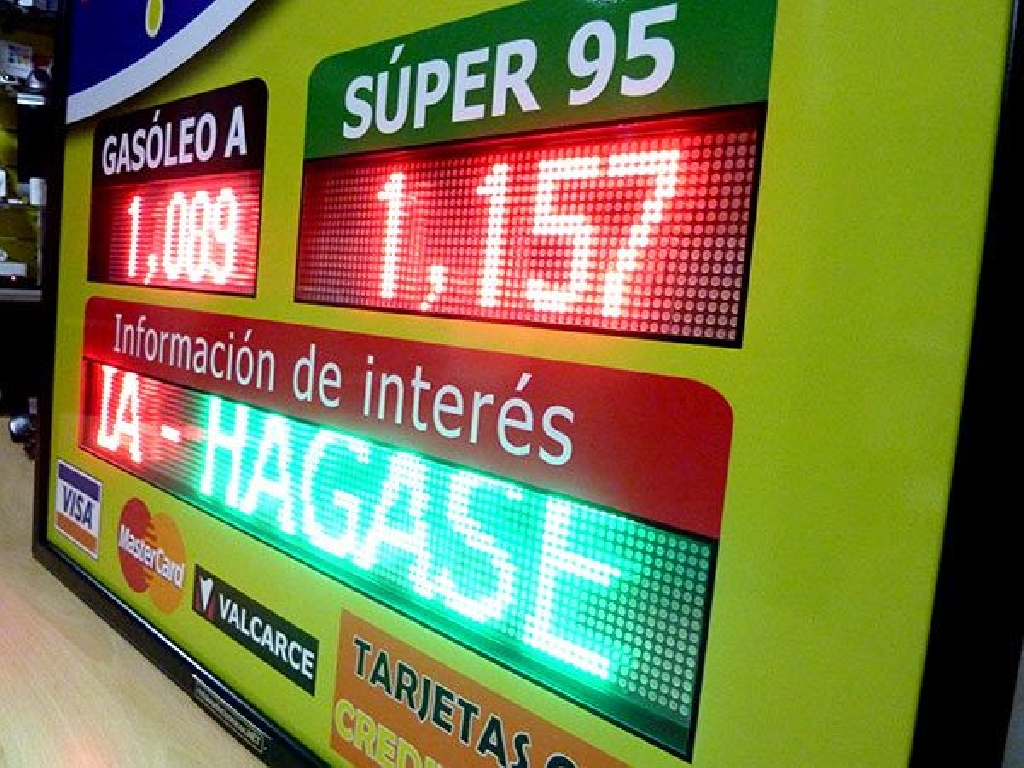 SÚPER 95
GASÓLEO A
1,089
1,157
Información de interés
IA - HAGASE
VISA
MasterCard
VALCARCE
TARJETAS